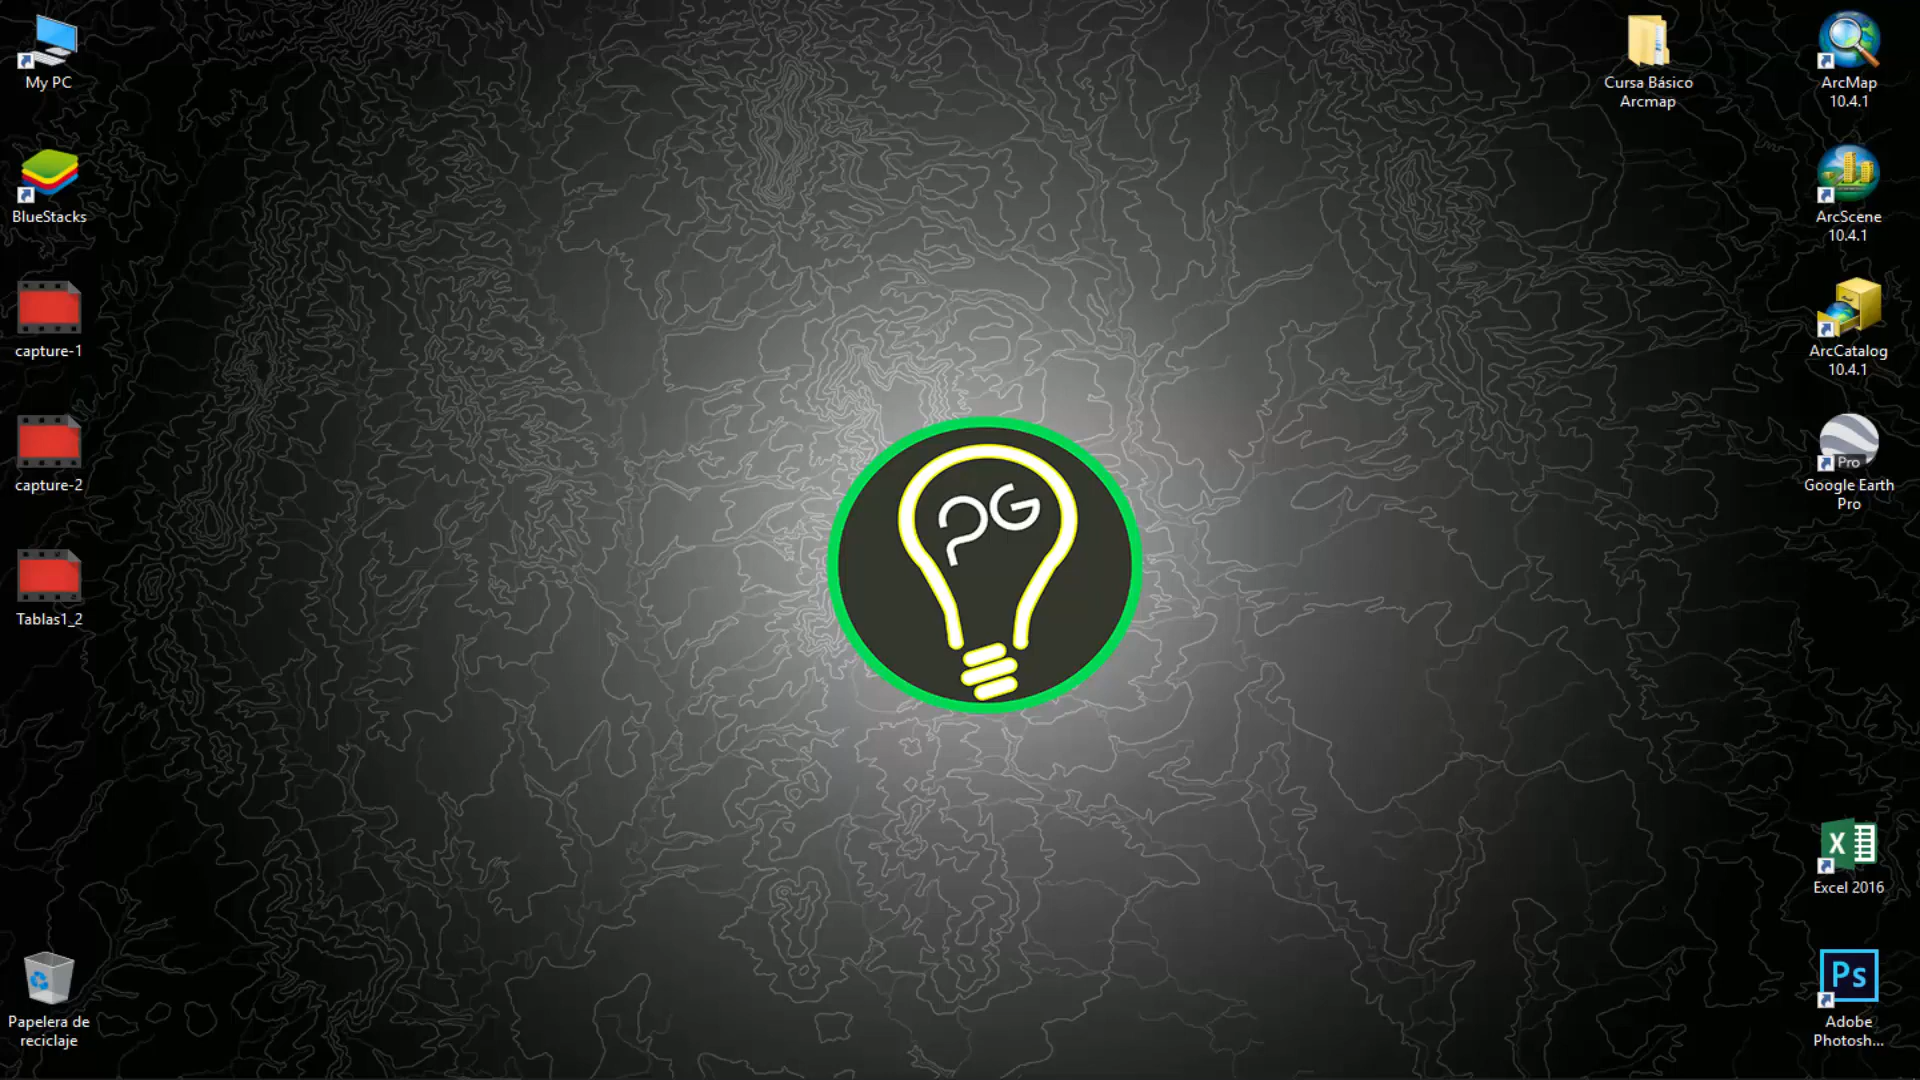 My PC
BlueStacks
capture-1
capture-2
Tablas1_2
Papelera de
reciclaje
PG
Cursa Básico
Arcmap
ArcMap
10.4.1
ArcScene
10.4.1
ArcCatalog
10.4.1
Pro
Google Earth
Pro
X
Excel 2016
Ps
Adobe
Photosh...